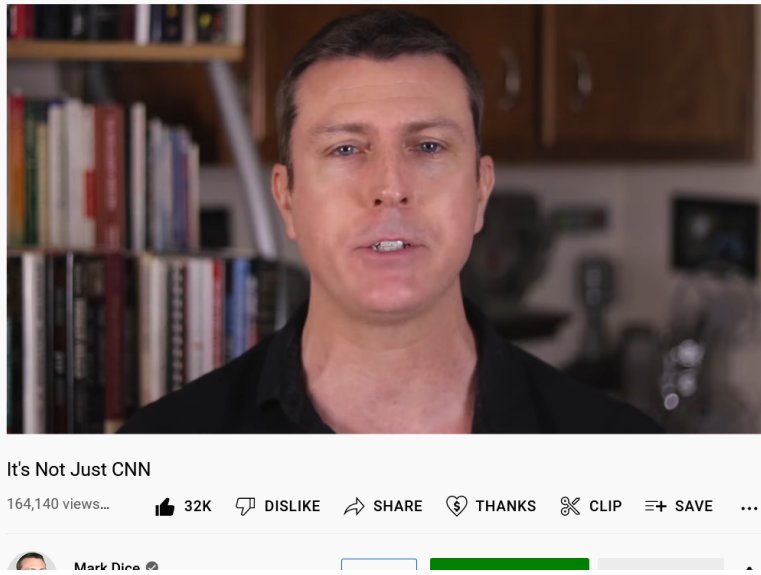 It's Not Just CNN
164,140 views...
32K
DISLIKE
SHARE
THANKS
CLIP
SAVE
Mark Dice